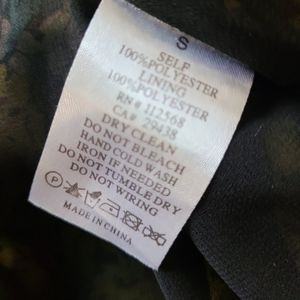 S
SELF
100%POLYESTER
LINING
100%POLYESTER
RN# 112568
CA# 29438
DRY CLEAN
DO NOT BLEACH
HAND COLD WASH
IRON IF NEEDED
DO NOT TUMBLE DRY
DO NOT WIRING
P
MADE IN CHINA